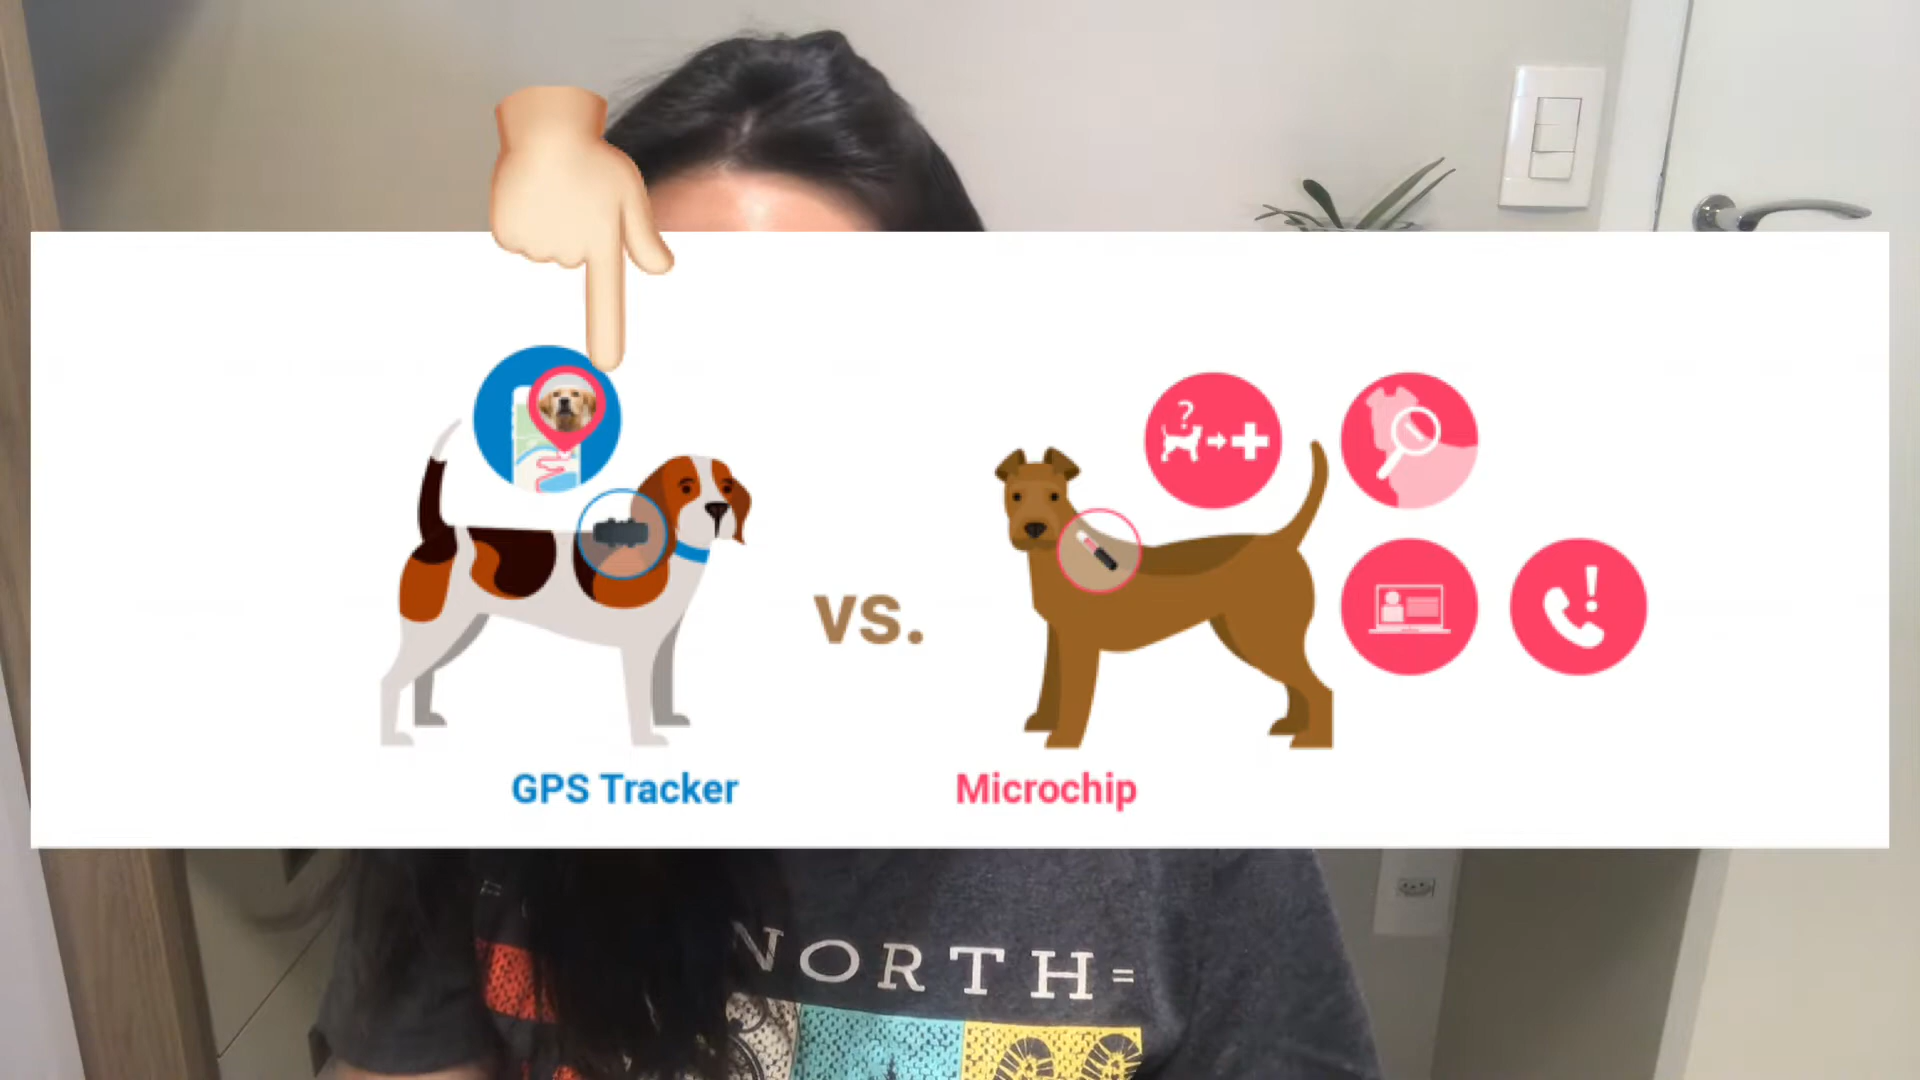 ?
VS.
!
GPS Tracker
Microchip
NORTH=